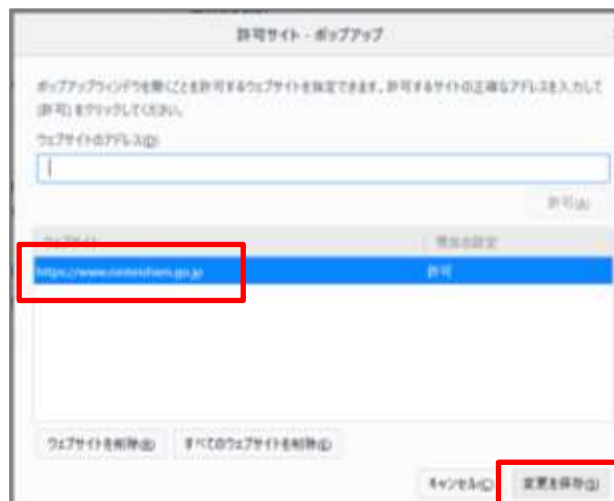 許可サイト - ポップアップ
ポップアップウィンドウを開くことを許可するウェブサイトを指定できます。許可するサイトの正確なアドレスを入力して
[許可] をクリックしてください。
ウェブサイトのアドレス(D)
許可(A)
ウェブサイト 現在の設定
許可
ウェブサイトを削除(R) すべてのウェブサイトを削除(E)
キャンセル(C) 変更を保存(S)